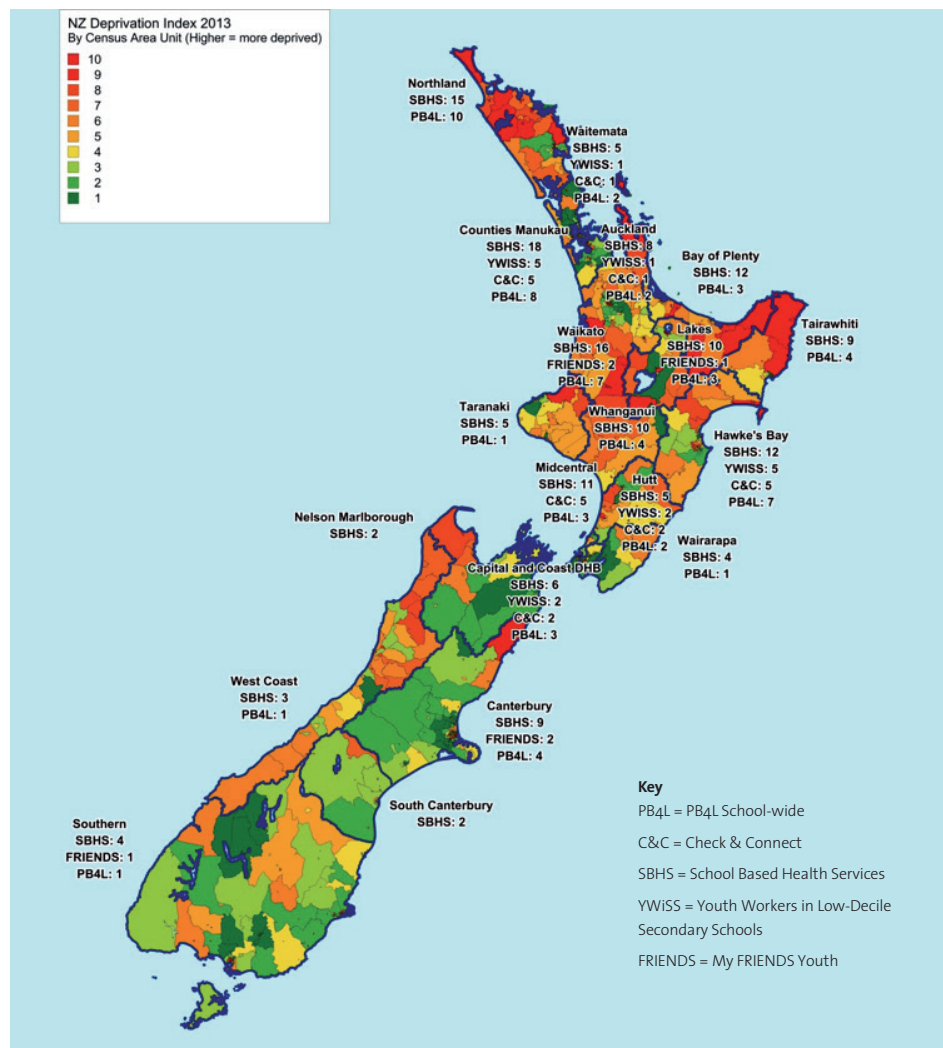 NZ Deprivation Index 2013
By Census Area Unit (Higher = more deprived)
10
9
8
7
6
5
4
3
2
1
Northland
SBHS: 15
PB4L: 10
Waitemata
SBHS: 5
YWISS: 1
C&C: 1
PB4L: 2
Counties Manukau
SBHS: 18
YWISS: 5
C&C: 5
PB4L: 8
Auckland
SBHS: 8
YWISS: 1
C&C: 1
PB4L: 2
Bay of Plenty
SBHS: 12
PB4L: 3
Tairawhiti
SBHS: 9
PB4L: 4
Waikato
SBHS: 16
FRIENDS: 2
PB4L: 7
Lakes
SBHS: 10
FRIENDS: 1
PB4L: 3
Taranaki
SBHS: 5
PB4L: 1
Whanganui
SBHS: 10
PB4L: 4
Hawke's Bay
SBHS: 12
YWISS: 5
C&C: 5
PB4L: 7
Midcentral
SBHS: 11
C&C: 5
PB4L: 3
Hutt
SBHS: 5
YWISS: 2
C&C: 2
PB4L: 2
Wairarapa
SBHS: 4
PB4L: 1
Nelson Marlborough
SBHS: 2
Capital and Coast DHB
SBHS: 6
YWISS: 2
C&C: 2
PB4L: 3
West Coast
SBHS: 3
PB4L: 1
Canterbury
SBHS: 9
FRIENDS: 2
PB4L: 4
South Canterbury
SBHS: 2
Southern
SBHS: 4
FRIENDS: 1
PB4L: 1
Key
PB4L = PB4L School-wide
C&C = Check & Connect
SBHS = School Based Health Services
YWiSS = Youth Workers in Low-Decile
Secondary Schools
FRIENDS = My FRIENDS Youth